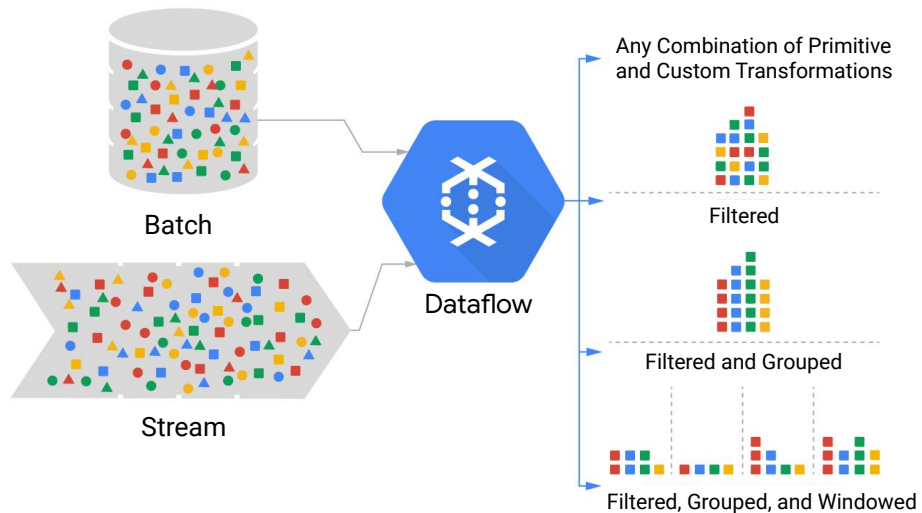 Batch
Stream
Dataflow
Any Combination of Primitive
and Custom Transformations
Filtered
Filtered and Grouped
Filtered, Grouped, and Windowed